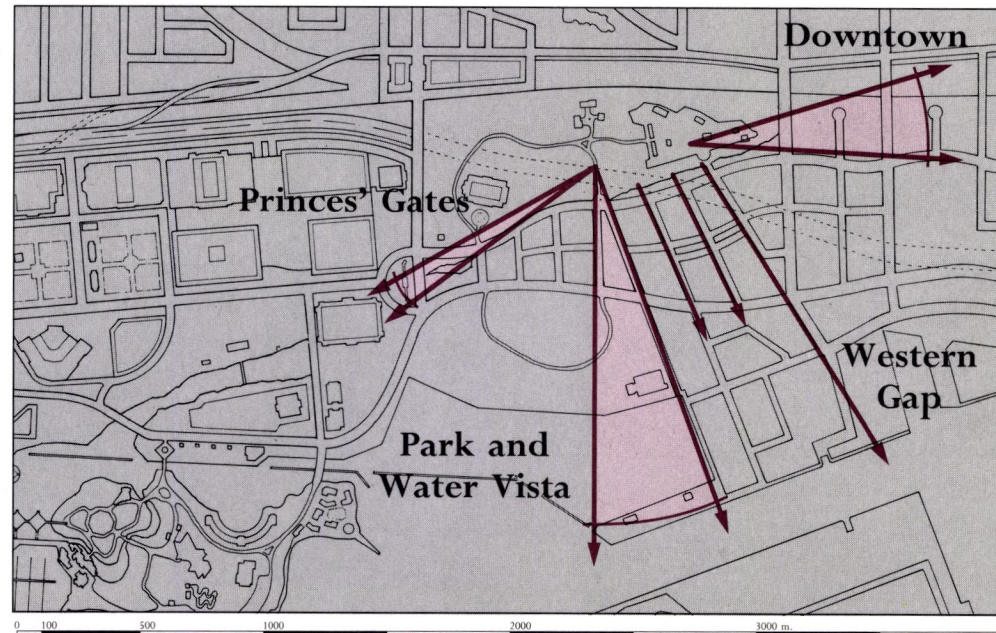 Downtown
Princes' Gates
Western
Gap
Park and
Water Vista
0 100 500 1000 2000 3000 m.